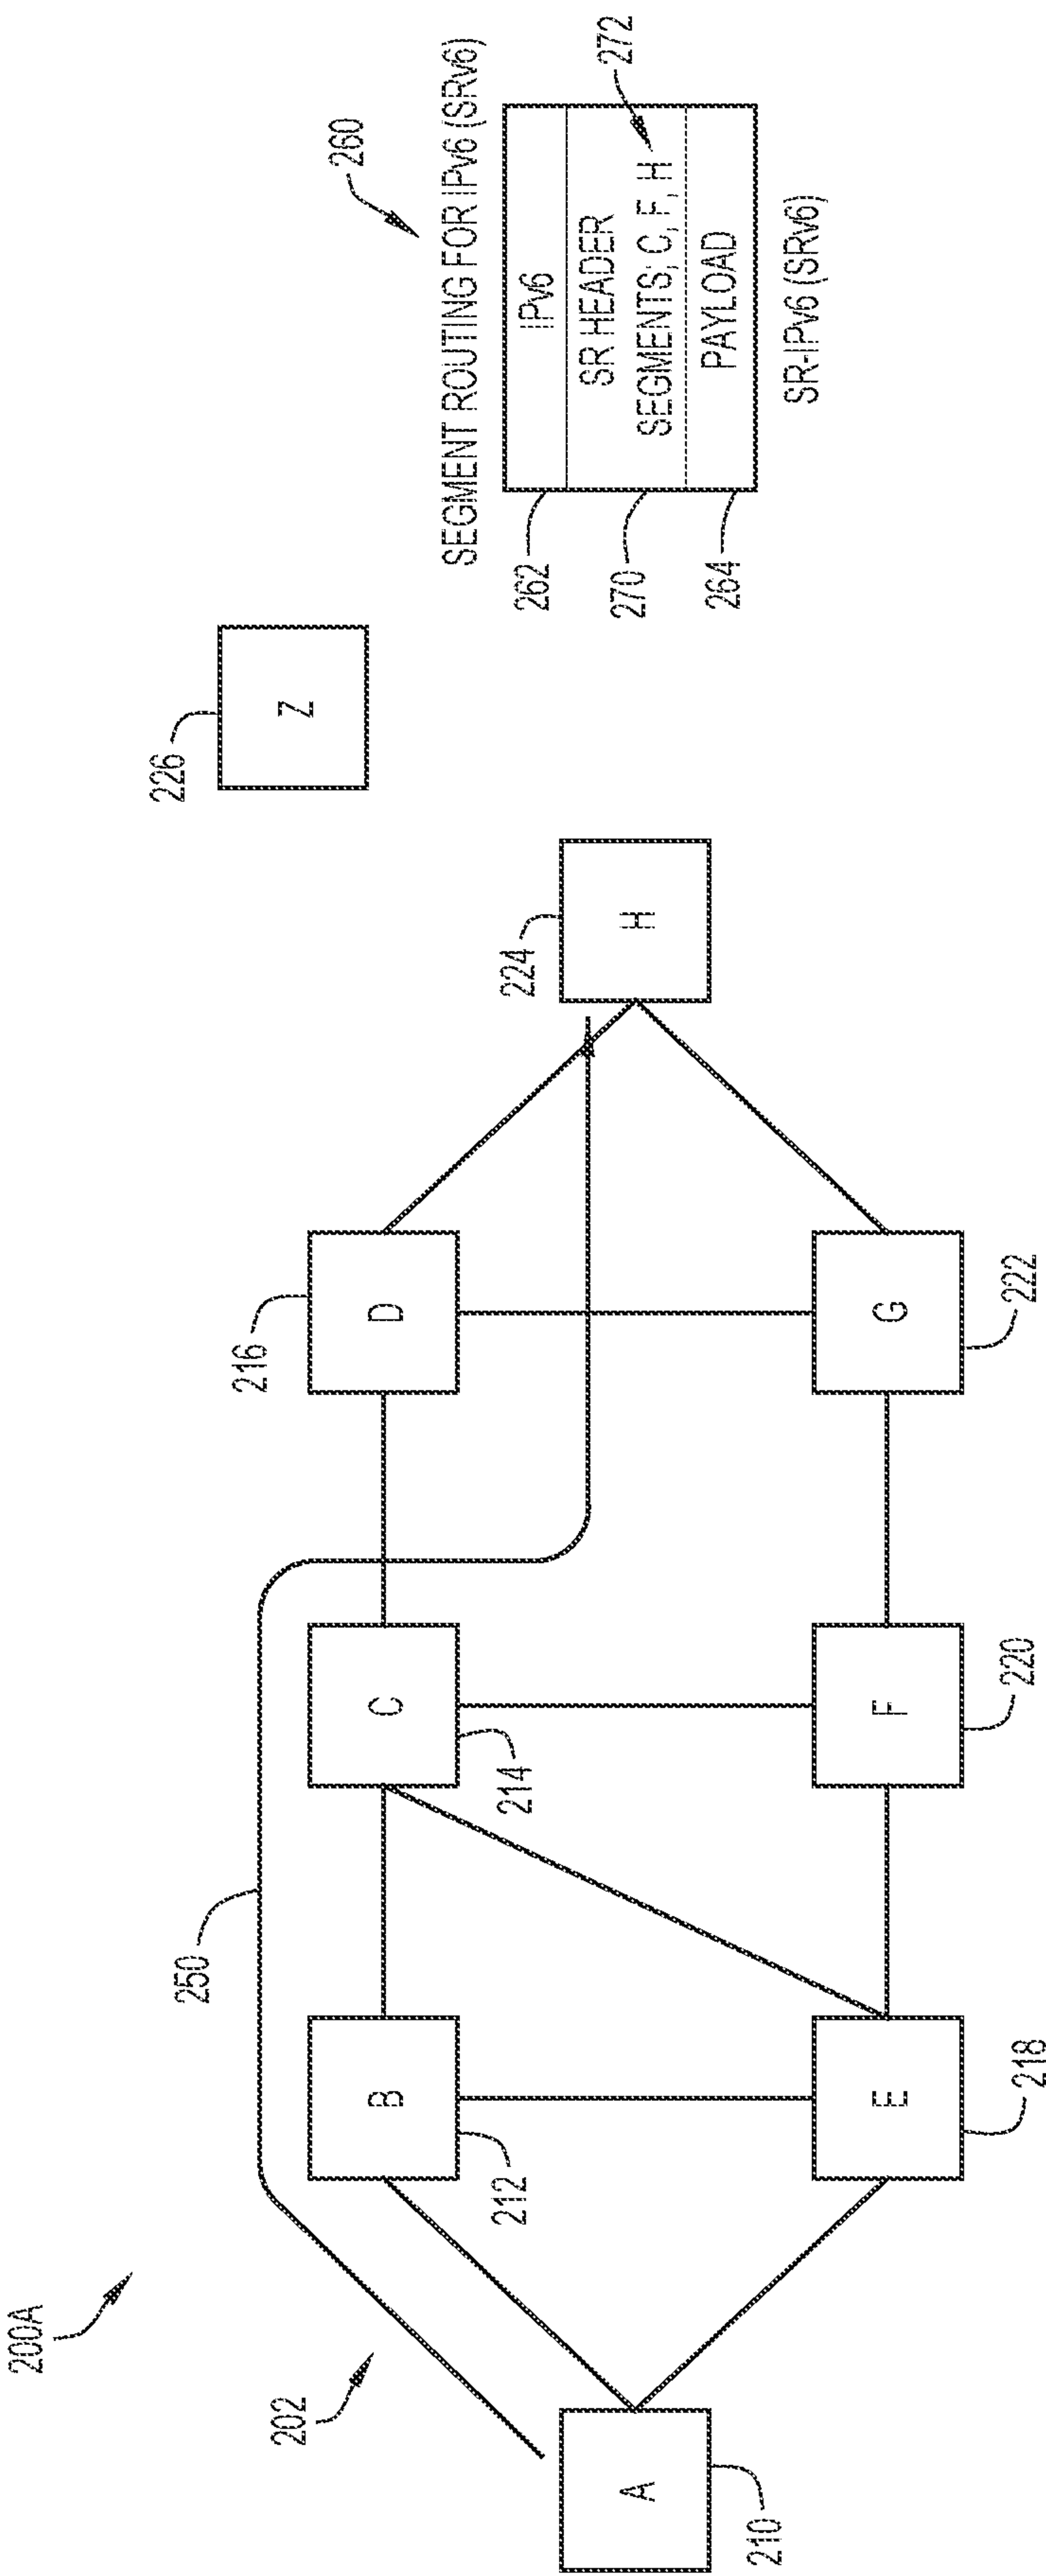 200A
202
250
A
210
B
212
C
214
D
216
E
218
F
220
G
222
H
224
Z
226
260
SEGMENT ROUTING FOR IPv6 (SRv6)
262
IPv6
270
SR HEADER
SEGMENTS; C, F, H
272
264
PAYLOAD
SR-IPv6 (SRv6)